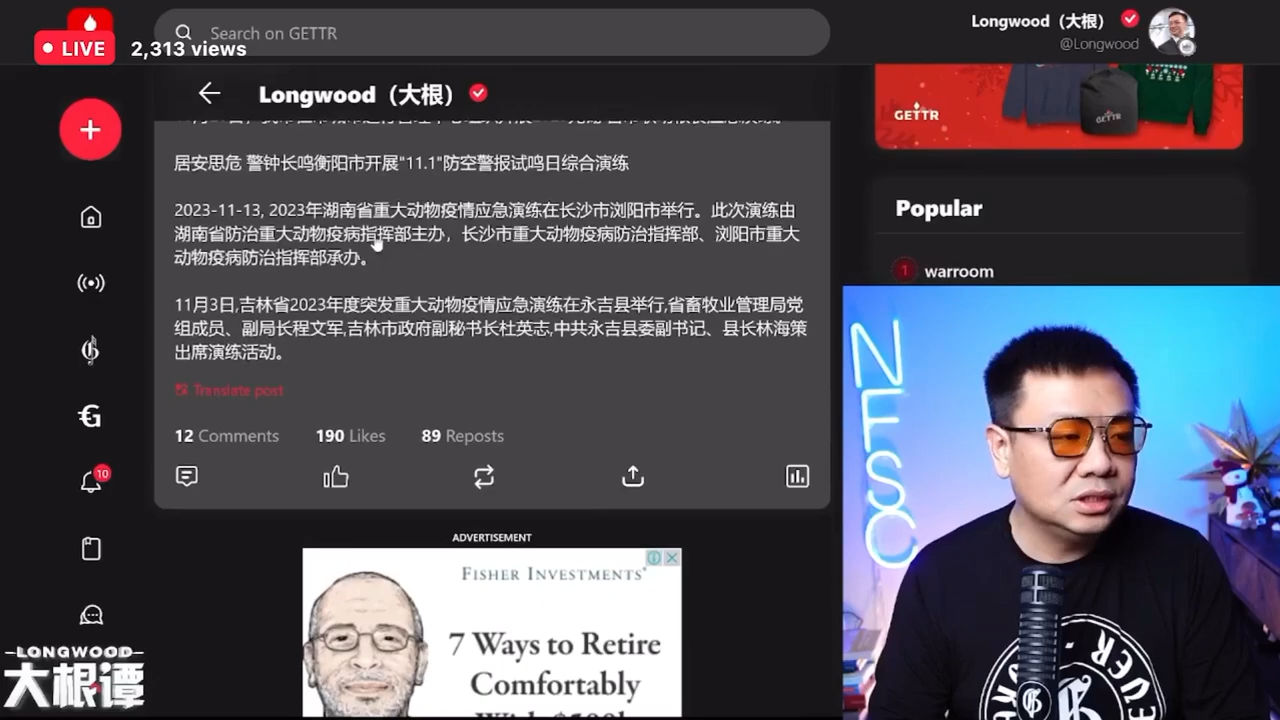 LIVE
2,313 views
Search on GETTR
Longwood（大根）
@Longwood
Longwood（大根）
居安思危 警钟长鸣衡阳市开展"11.1"防空警报试鸣日综合演练
2023-11-13, 2023年湖南省重大动物疫情应急演练在长沙市浏阳市举行。此次演练由
湖南省防治重大动物疫病指挥部主办，长沙市重大动物疫病防治指挥部、浏阳市重大
动物疫病防治指挥部承办。
11月3日,吉林省2023年度突发重大动物疫情应急演练在永吉县举行,省畜牧业管理局党
组成员、副局长程文军,吉林市政府副秘书长杜英志,中共永吉县委副书记、县长林海策
出席演练活动。
Translate post
12 Comments
190 Likes
89 Reposts
10
ADVERTISEMENT
FISHER INVESTMENTS
7 Ways to Retire
Comfortably
GETTR
GETTR
Popular
1 warroom
NFSC
LONGWOOD
大根谭